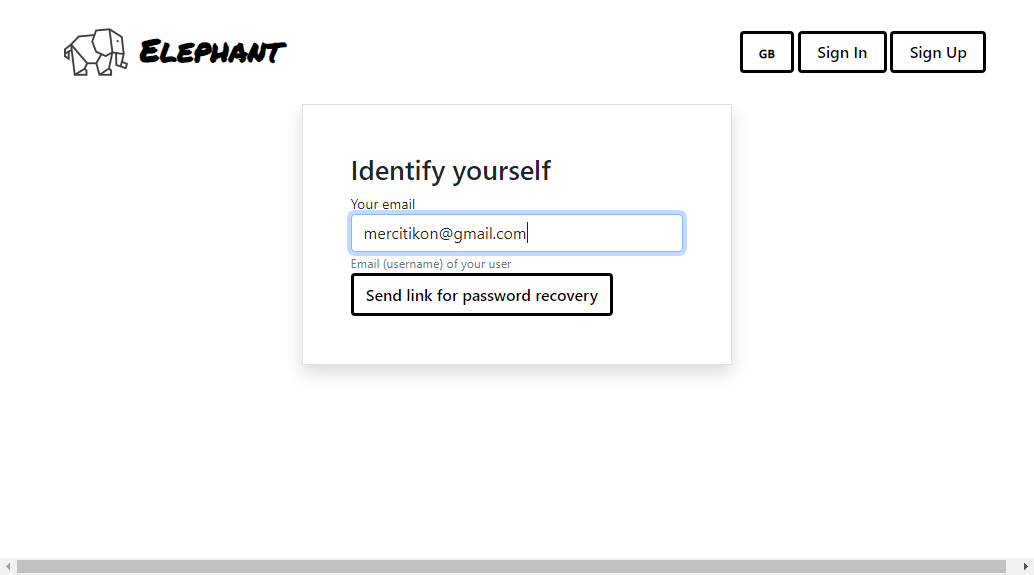 ELEPHANT
GB
Sign In
Sign Up
Identify yourself
Your email
mercitikon@gmail.com
Email (username) of your user
Send link for password recovery